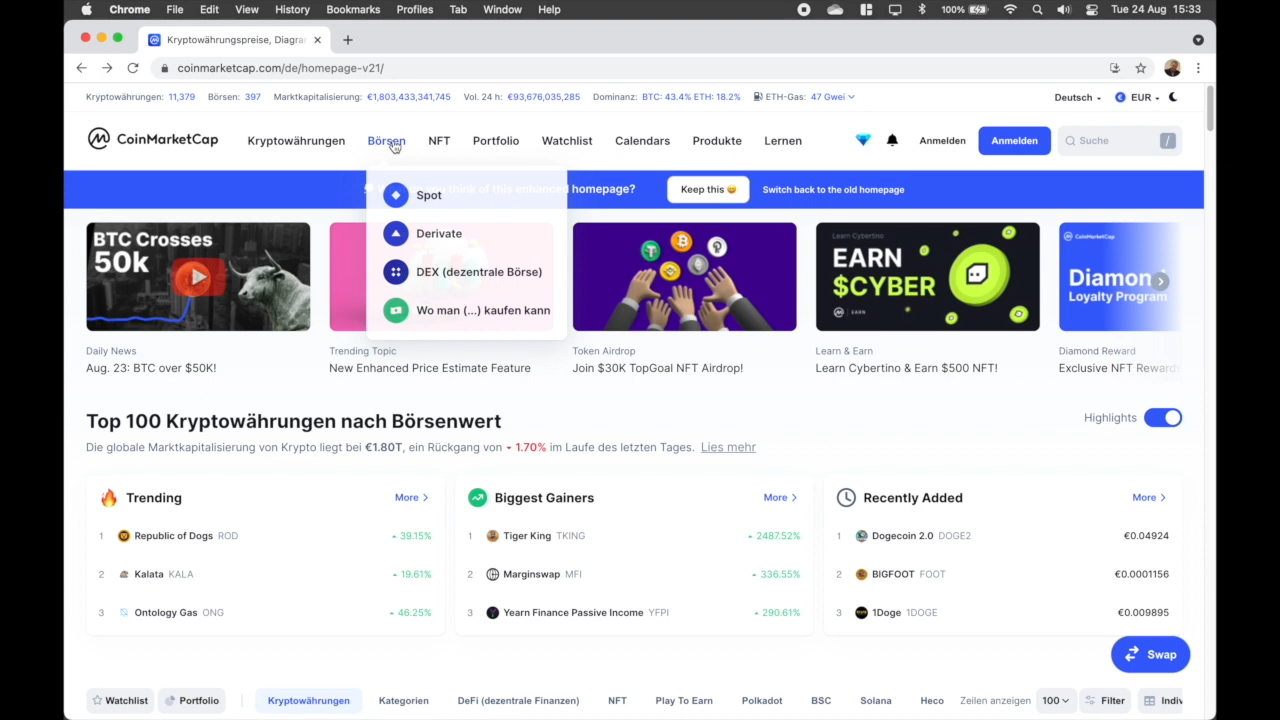 Chrome File Edit View History Bookmarks Profiles Tab Window Help 100% Tue 24 Aug 15:33
Kryptowährungspreise, Diagra
coinmarketcap.com/de/homepage-v21/
Kryptowährungen: 11,379 Börsen: 397 Marktkapitalisierung: €1,803,433,341,745 Vol. 24 h: €93,676,035,285 Dominanz: BTC: 43.4% ETH: 18.2% ETH-Gas: 47 Gwei Deutsch EUR
CoinMarketCap Kryptowährungen Börsen NFT Portfolio Watchlist Calendars Produkte Lernen Anmelden Anmelden Suche /
you think of this enhanced homepage? Keep this 😀 Switch back to the old homepage
Spot
Derivate
DEX (dezentrale Börse)
Wo man (...) kaufen kann
BTC Crosses
50k
Learn Cybertino
EARN
$CYBER
EARN
CoinMarketCap
Diamon
Loyalty Program
Daily News
Aug. 23: BTC over $50K!
Trending Topic
New Enhanced Price Estimate Feature
Token Airdrop
Join $30K TopGoal NFT Airdrop!
Learn & Earn
Learn Cybertino & Earn $500 NFT!
Diamond Reward
Exclusive NFT Rewards
Top 100 Kryptowährungen nach Börsenwert
Highlights
Die globale Marktkapitalisierung von Krypto liegt bei €1.80T, ein Rückgang von 1.70% im Laufe des letzten Tages. Lies mehr
Trending More
1 Republic of Dogs ROD 39.15%
2 Kalata KALA 19.61%
3 Ontology Gas ONG 46.25%
Biggest Gainers More
1 Tiger King TKING 2487.52%
2 Marginswap MFI 336.55%
3 Yearn Finance Passive Income YFPI 290.61%
Recently Added More
1 Dogecoin 2.0 DOGE2 €0.04924
2 BIGFOOT FOOT €0.0001156
3 1Doge 1DOGE €0.009895
Swap
Watchlist Portfolio Kryptowährungen Kategorien DeFi (dezentrale Finanzen) NFT Play To Earn Polkadot BSC Solana Heco Zeilen anzeigen 100 Filter Indiv